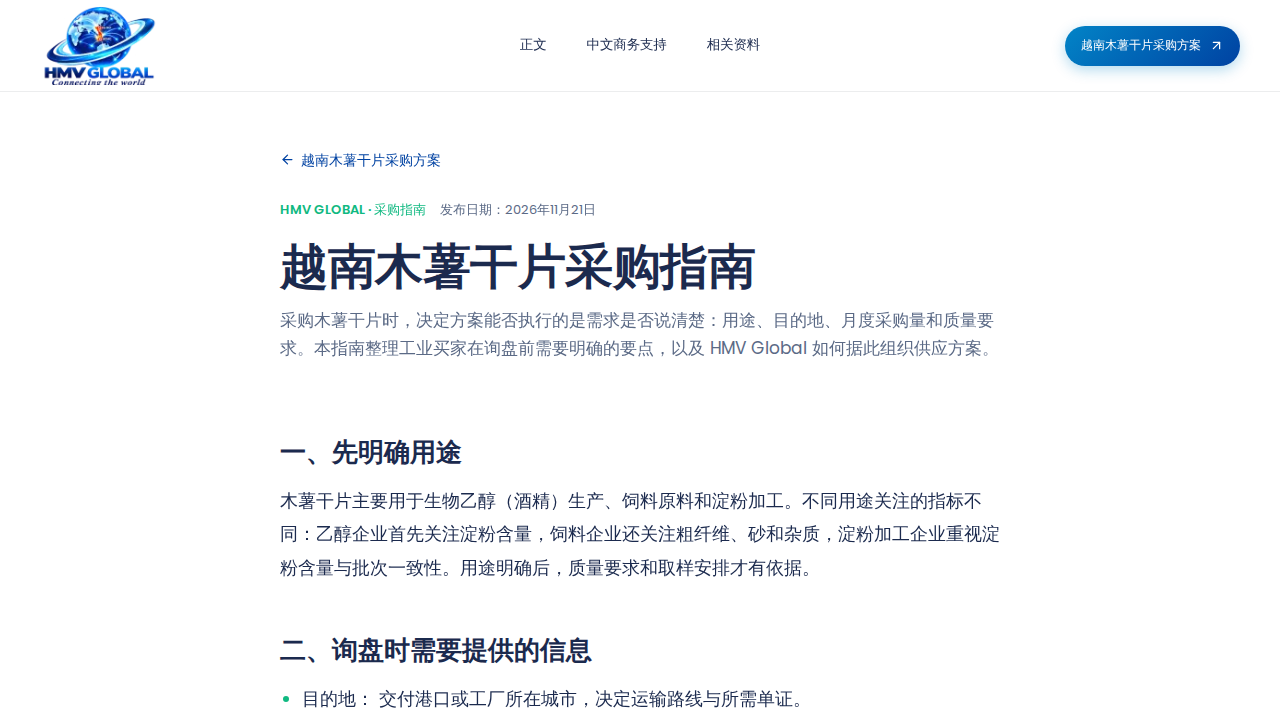 HMV GLOBAL
Connecting the world
正文
中文商务支持
相关资料
越南木薯干片采购方案
越南木薯干片采购方案
HMV GLOBAL · 采购指南 发布日期：2026年11月21日
越南木薯干片采购指南
采购木薯干片时，决定方案能否执行的是需求是否说清楚：用途、目的地、月度采购量和质量要
求。本指南整理工业买家在询盘前需要明确的要点，以及 HMV Global 如何据此组织供应方案。
一、先明确用途
木薯干片主要用于生物乙醇（酒精）生产、饲料原料和淀粉加工。不同用途关注的指标不
同：乙醇企业首先关注淀粉含量，饲料企业还关注粗纤维、砂和杂质，淀粉加工企业重视淀
粉含量与批次一致性。用途明确后，质量要求和取样安排才有依据。
二、询盘时需要提供的信息
目的地： 交付港口或工厂所在城市，决定运输路线与所需单证。